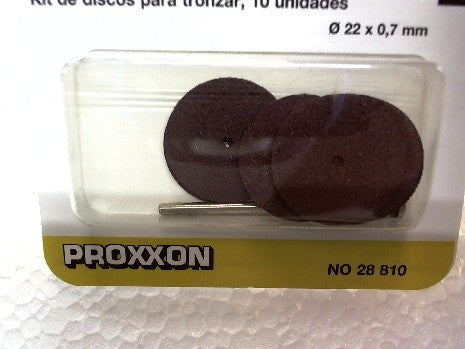 Kit de discos para tronzar, 10 unidades
Ø 22 x 0,7 mm
PROXXON
NO 28 810